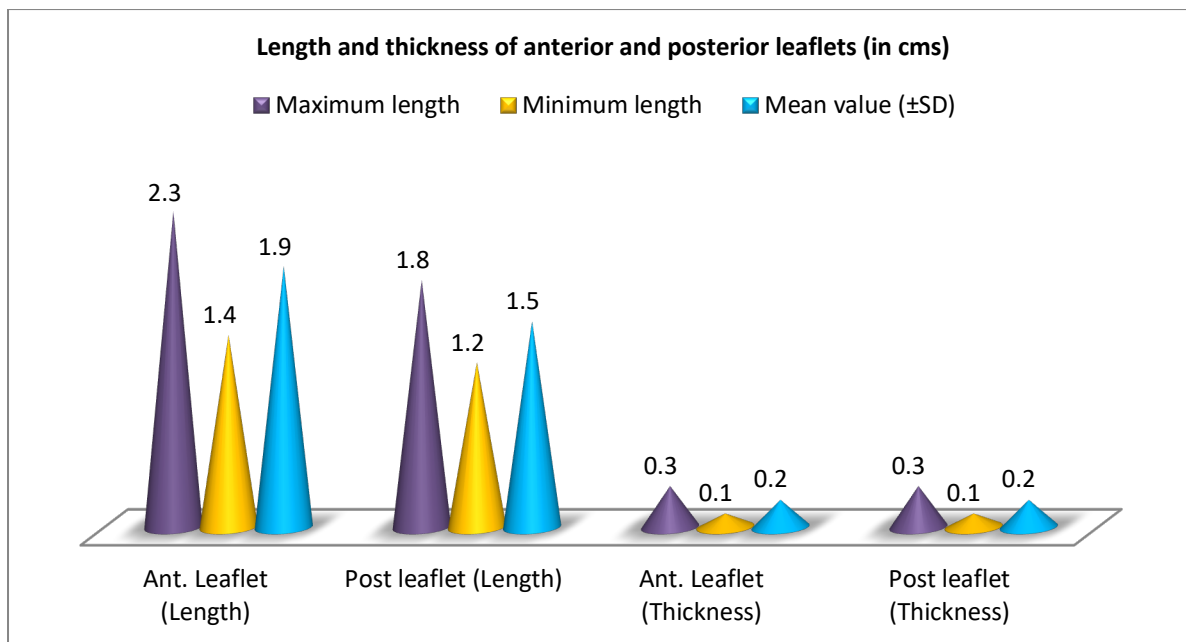 Length and thickness of anterior and posterior leaflets (in cms)
Maximum length Minimum length Mean value (±SD)
2.3
1.4
1.9
1.8
1.2
1.5
0.3
0.1
0.2
0.3
0.1
0.2
Ant. Leaflet
(Length)
Post leaflet (Length)
Ant. Leaflet
(Thickness)
Post leaflet
(Thickness)